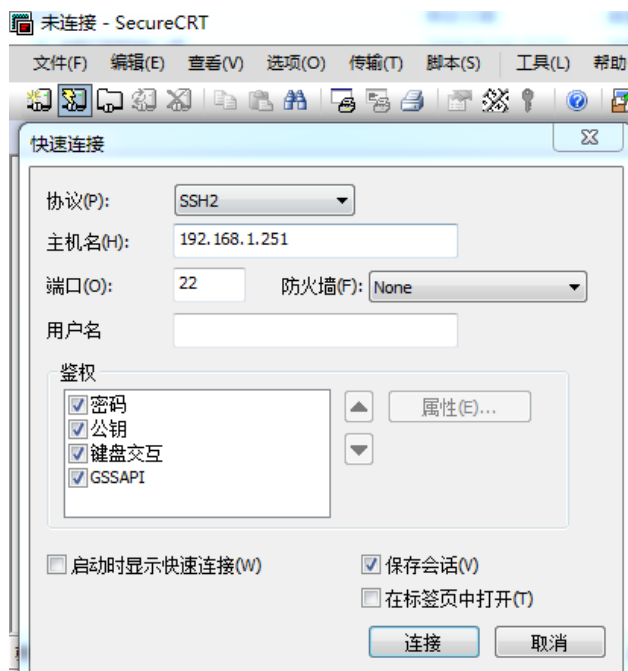 未连接 - SecureCRT
文件(F) 编辑(E) 查看(V) 选项(O) 传输(T) 脚本(S) 工具(L) 帮助
快速连接
协议(P): SSH2
主机名(H): 192.168.1.251
端口(O): 22 防火墙(F): None
用户名
鉴权
密码
公钥
键盘交互
GSSAPI
属性(E)...
启动时显示快速连接(W)
保存会话(V)
在标签页中打开(T)
连接 取消